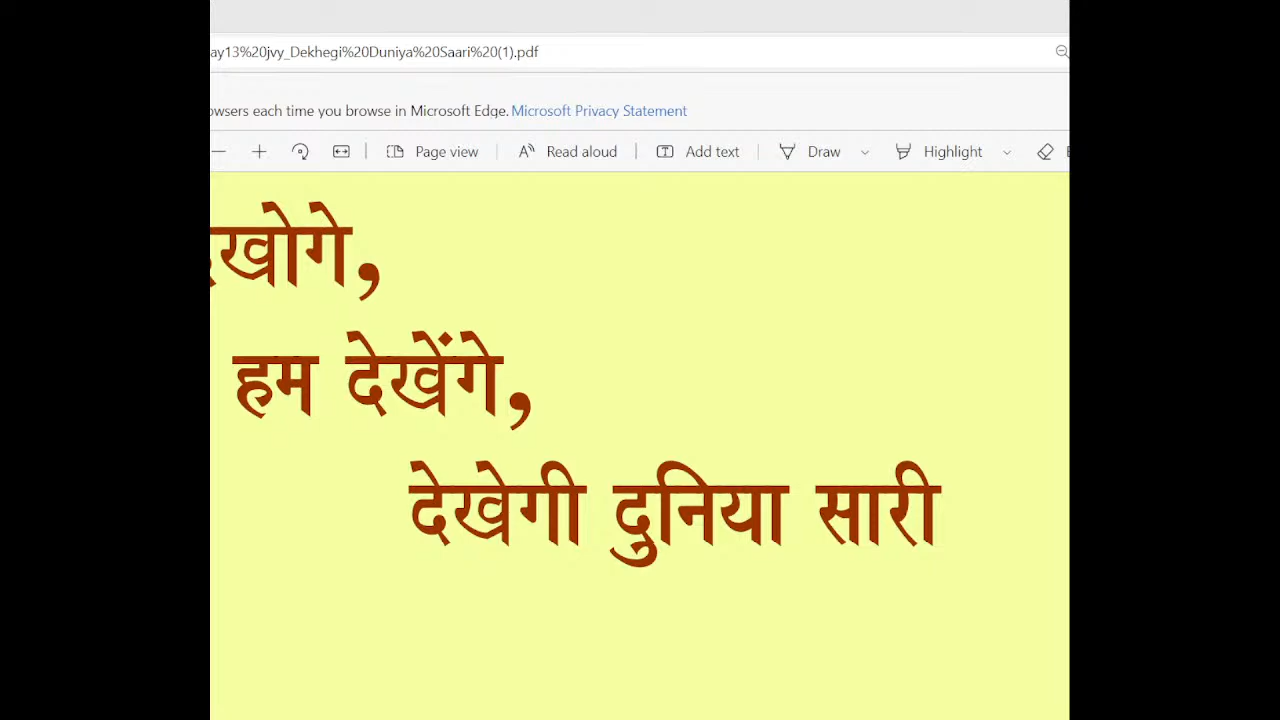 ay13%20jvy_Dekhegi%20Duniya%20Saari%20(1).pdf
owsers each time you browse in Microsoft Edge. Microsoft Privacy Statement
Page view Read aloud Add text Draw Highlight
देखोगे,
हम देखेंगे,
देखेगी दुनिया सारी